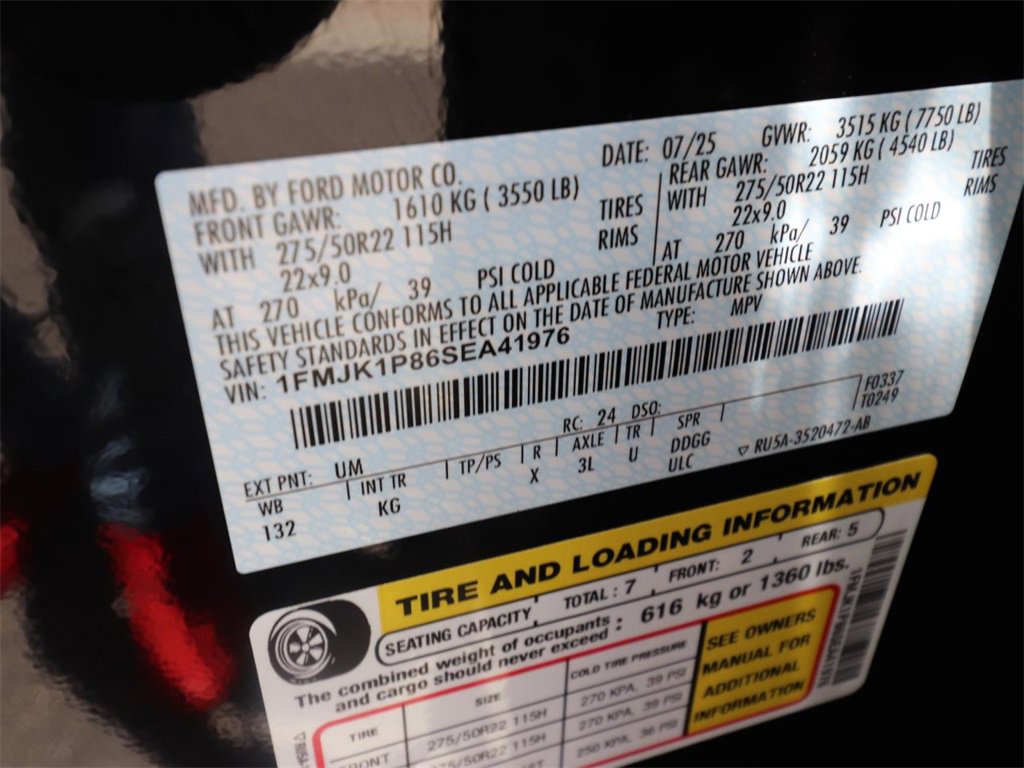 MFD. BY FORD MOTOR CO.
DATE: 07/25 GVWR: 3515 KG ( 7750 LB)
FRONT GAWR: 1610 KG ( 3550 LB)
REAR GAWR: 2059 KG ( 4540 LB)
WITH 275/50R22 115H TIRES
WITH 275/50R22 115H TIRES
22x9.0 RIMS
22x9.0 RIMS
AT 270 kPa/ 39 PSI COLD
AT 270 kPa/ 39 PSI COLD
THIS VEHICLE CONFORMS TO ALL APPLICABLE FEDERAL MOTOR VEHICLE
SAFETY STANDARDS IN EFFECT ON THE DATE OF MANUFACTURE SHOWN ABOVE.
VIN: 1FMJK1P86SEA41976 TYPE: MPV
F0337
T0249
EXT PNT: UM RC: 24 DSO:
WB INT TR TP/PS R AXLE TR SPR
132 KG X 3L U DDGG
ULC
▽ RU5A-3520472-AB
TIRE AND LOADING INFORMATION
SEATING CAPACITY TOTAL : 7 FRONT: 2 REAR: 5
The combined weight of occupants
and cargo should never exceed : 616 kg or 1360 lbs.
TIRE SIZE COLD TIRE PRESSURE
FRONT 275/50R22 115H 270 KPA, 39 PSI
275/50R22 115H 270 KPA, 39 PSI
250 KPA, 36 PSI
SEE OWNERS
MANUAL FOR
ADDITIONAL
INFORMATION